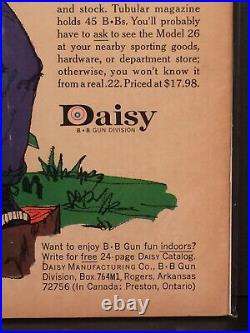 and stock. Tubular magazine
holds 45 B•Bs. You'll probably
have to ask to see the Model 26
at your nearby sporting goods,
hardware, or department store;
otherwise, you won't know it
from a real .22. Priced at $17.98.
Daisy
B•B GUN DIVISION
Want to enjoy B•B Gun fun indoors?
Write for free 24-page Daisy Catalog.
DAISY MANUFACTURING CO., B•B Gun
Division, Box 764M1, Rogers, Arkansas
72756 (In Canada: Preston, Ontario)